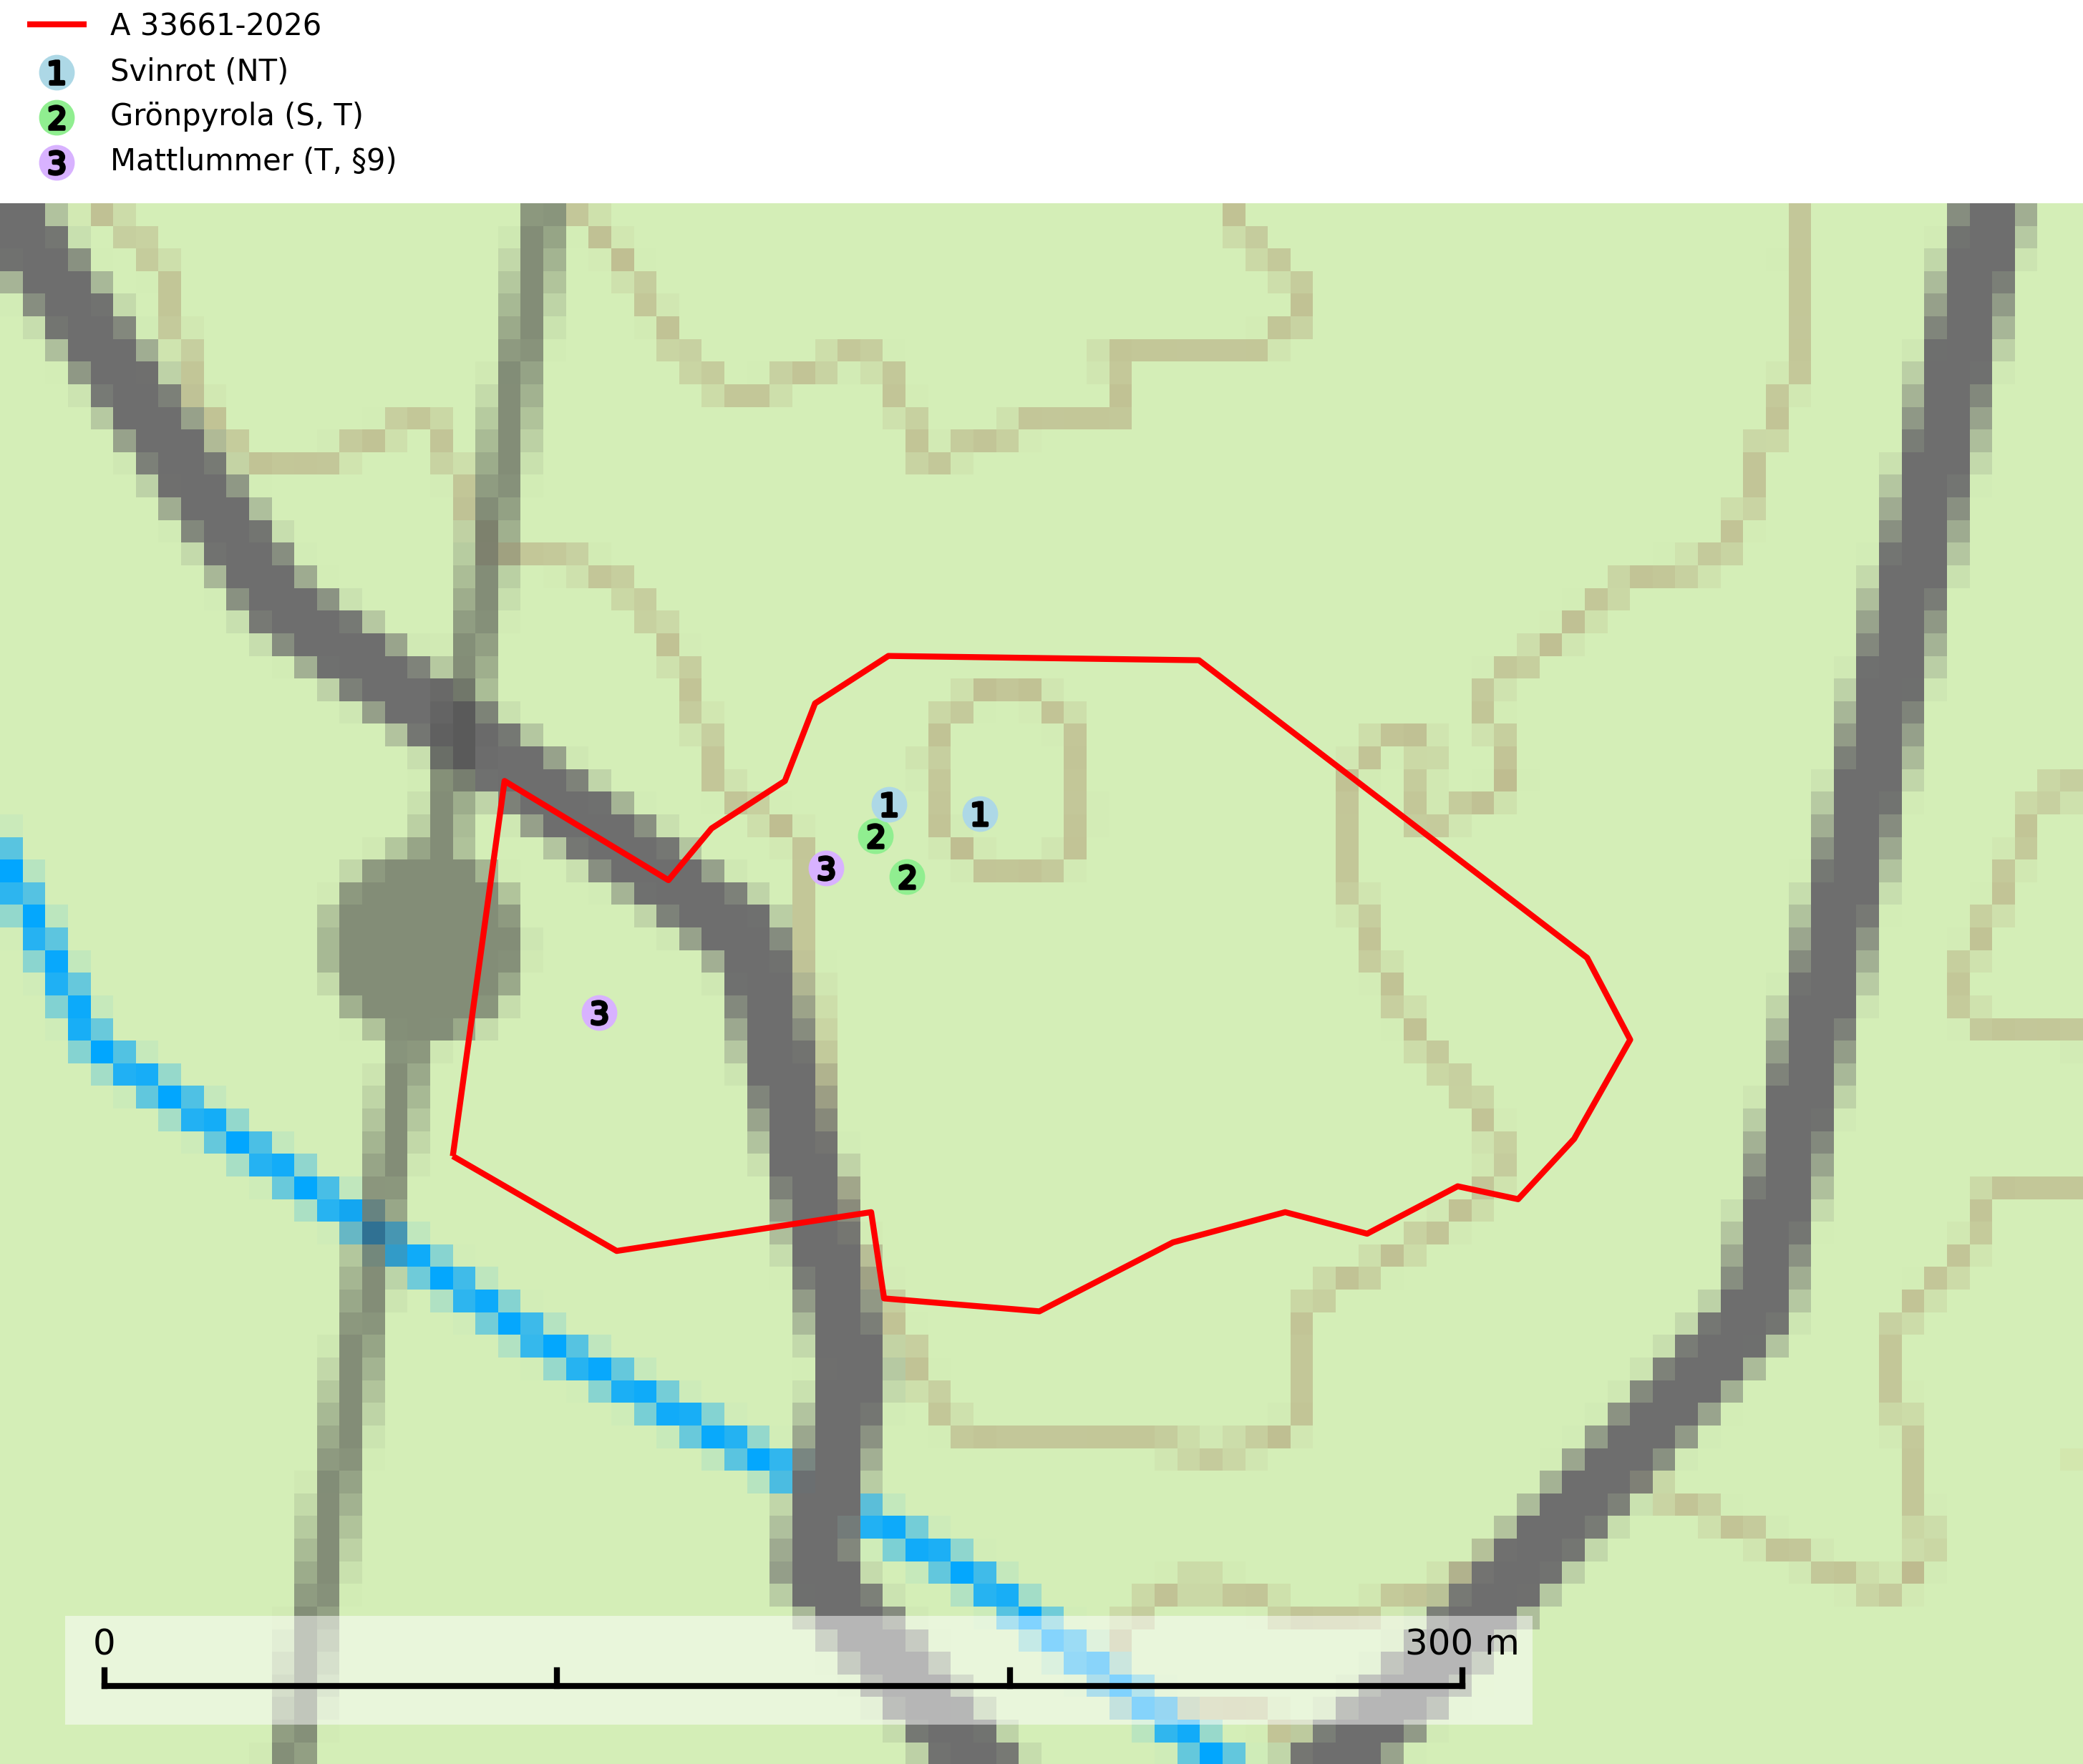 A 33661-2026
1 Svinrot (NT)
2 Grönpyrola (S, T)
3 Mattlummer (T, §9)
1
1
2
3
2
3
0 300 m